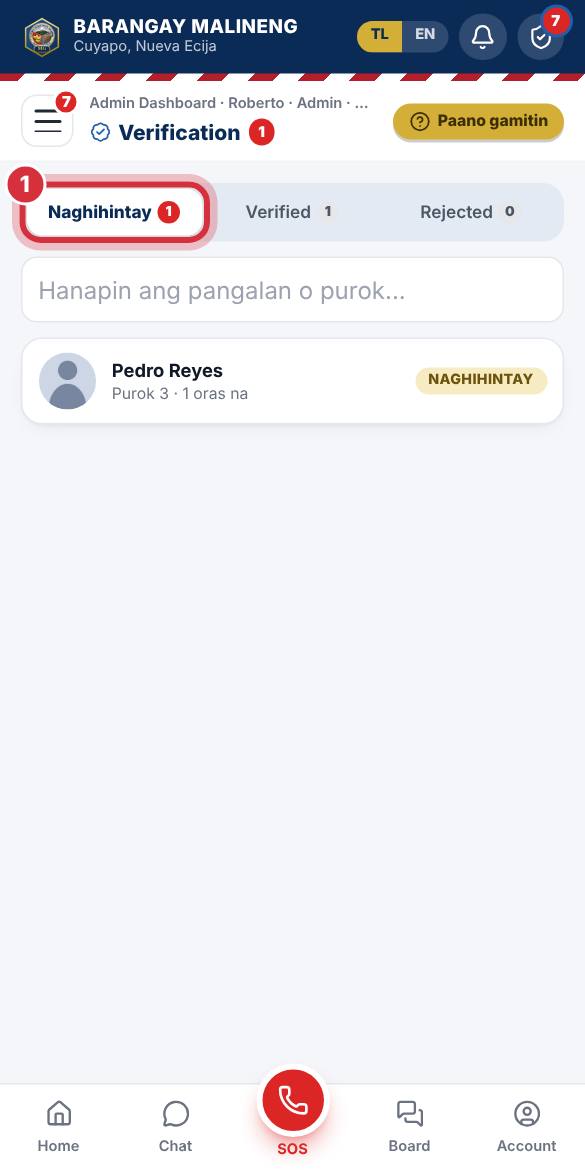 BARANGAY MALINENG
Cuyapo, Nueva Ecija
TL EN
7
7
Admin Dashboard · Roberto · Admin · ...
Verification 1
Paano gamitin
1
Naghihintay 1
Verified 1
Rejected 0
Hanapin ang pangalan o purok...
Pedro Reyes
Purok 3 · 1 oras na
NAGHIHINTAY
Home
Chat
SOS
Board
Account